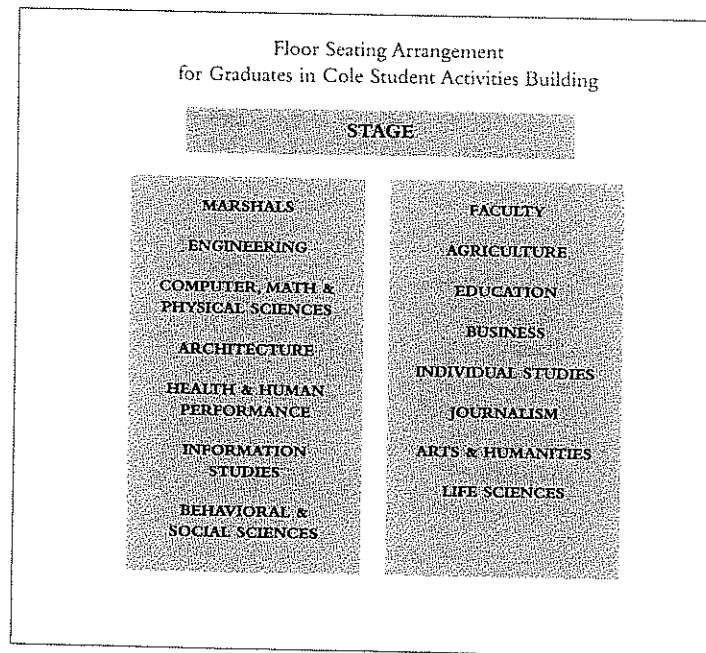 Floor Seating Arrangement
for Graduates in Cole Student Activities Building
STAGE
MARSHALS
ENGINEERING
COMPUTER, MATH &
PHYSICAL SCIENCES
ARCHITECTURE
HEALTH & HUMAN
PERFORMANCE
INFORMATION
STUDIES
BEHAVIORAL &
SOCIAL SCIENCES
FACULTY
AGRICULTURE
EDUCATION
BUSINESS
INDIVIDUAL STUDIES
JOURNALISM
ARTS & HUMANITIES
LIFE SCIENCES